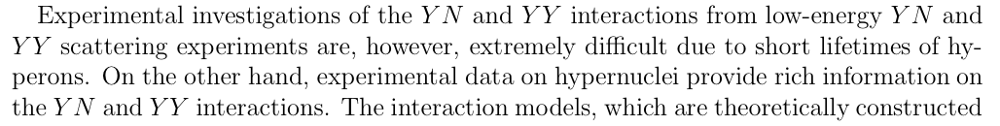 Experimental investigations of the YN and YY interactions from low-energy YN and
YY scattering experiments are, however, extremely difficult due to short lifetimes of hy-
perons. On the other hand, experimental data on hypernuclei provide rich information on
the YN and YY interactions. The interaction models, which are theoretically constructed